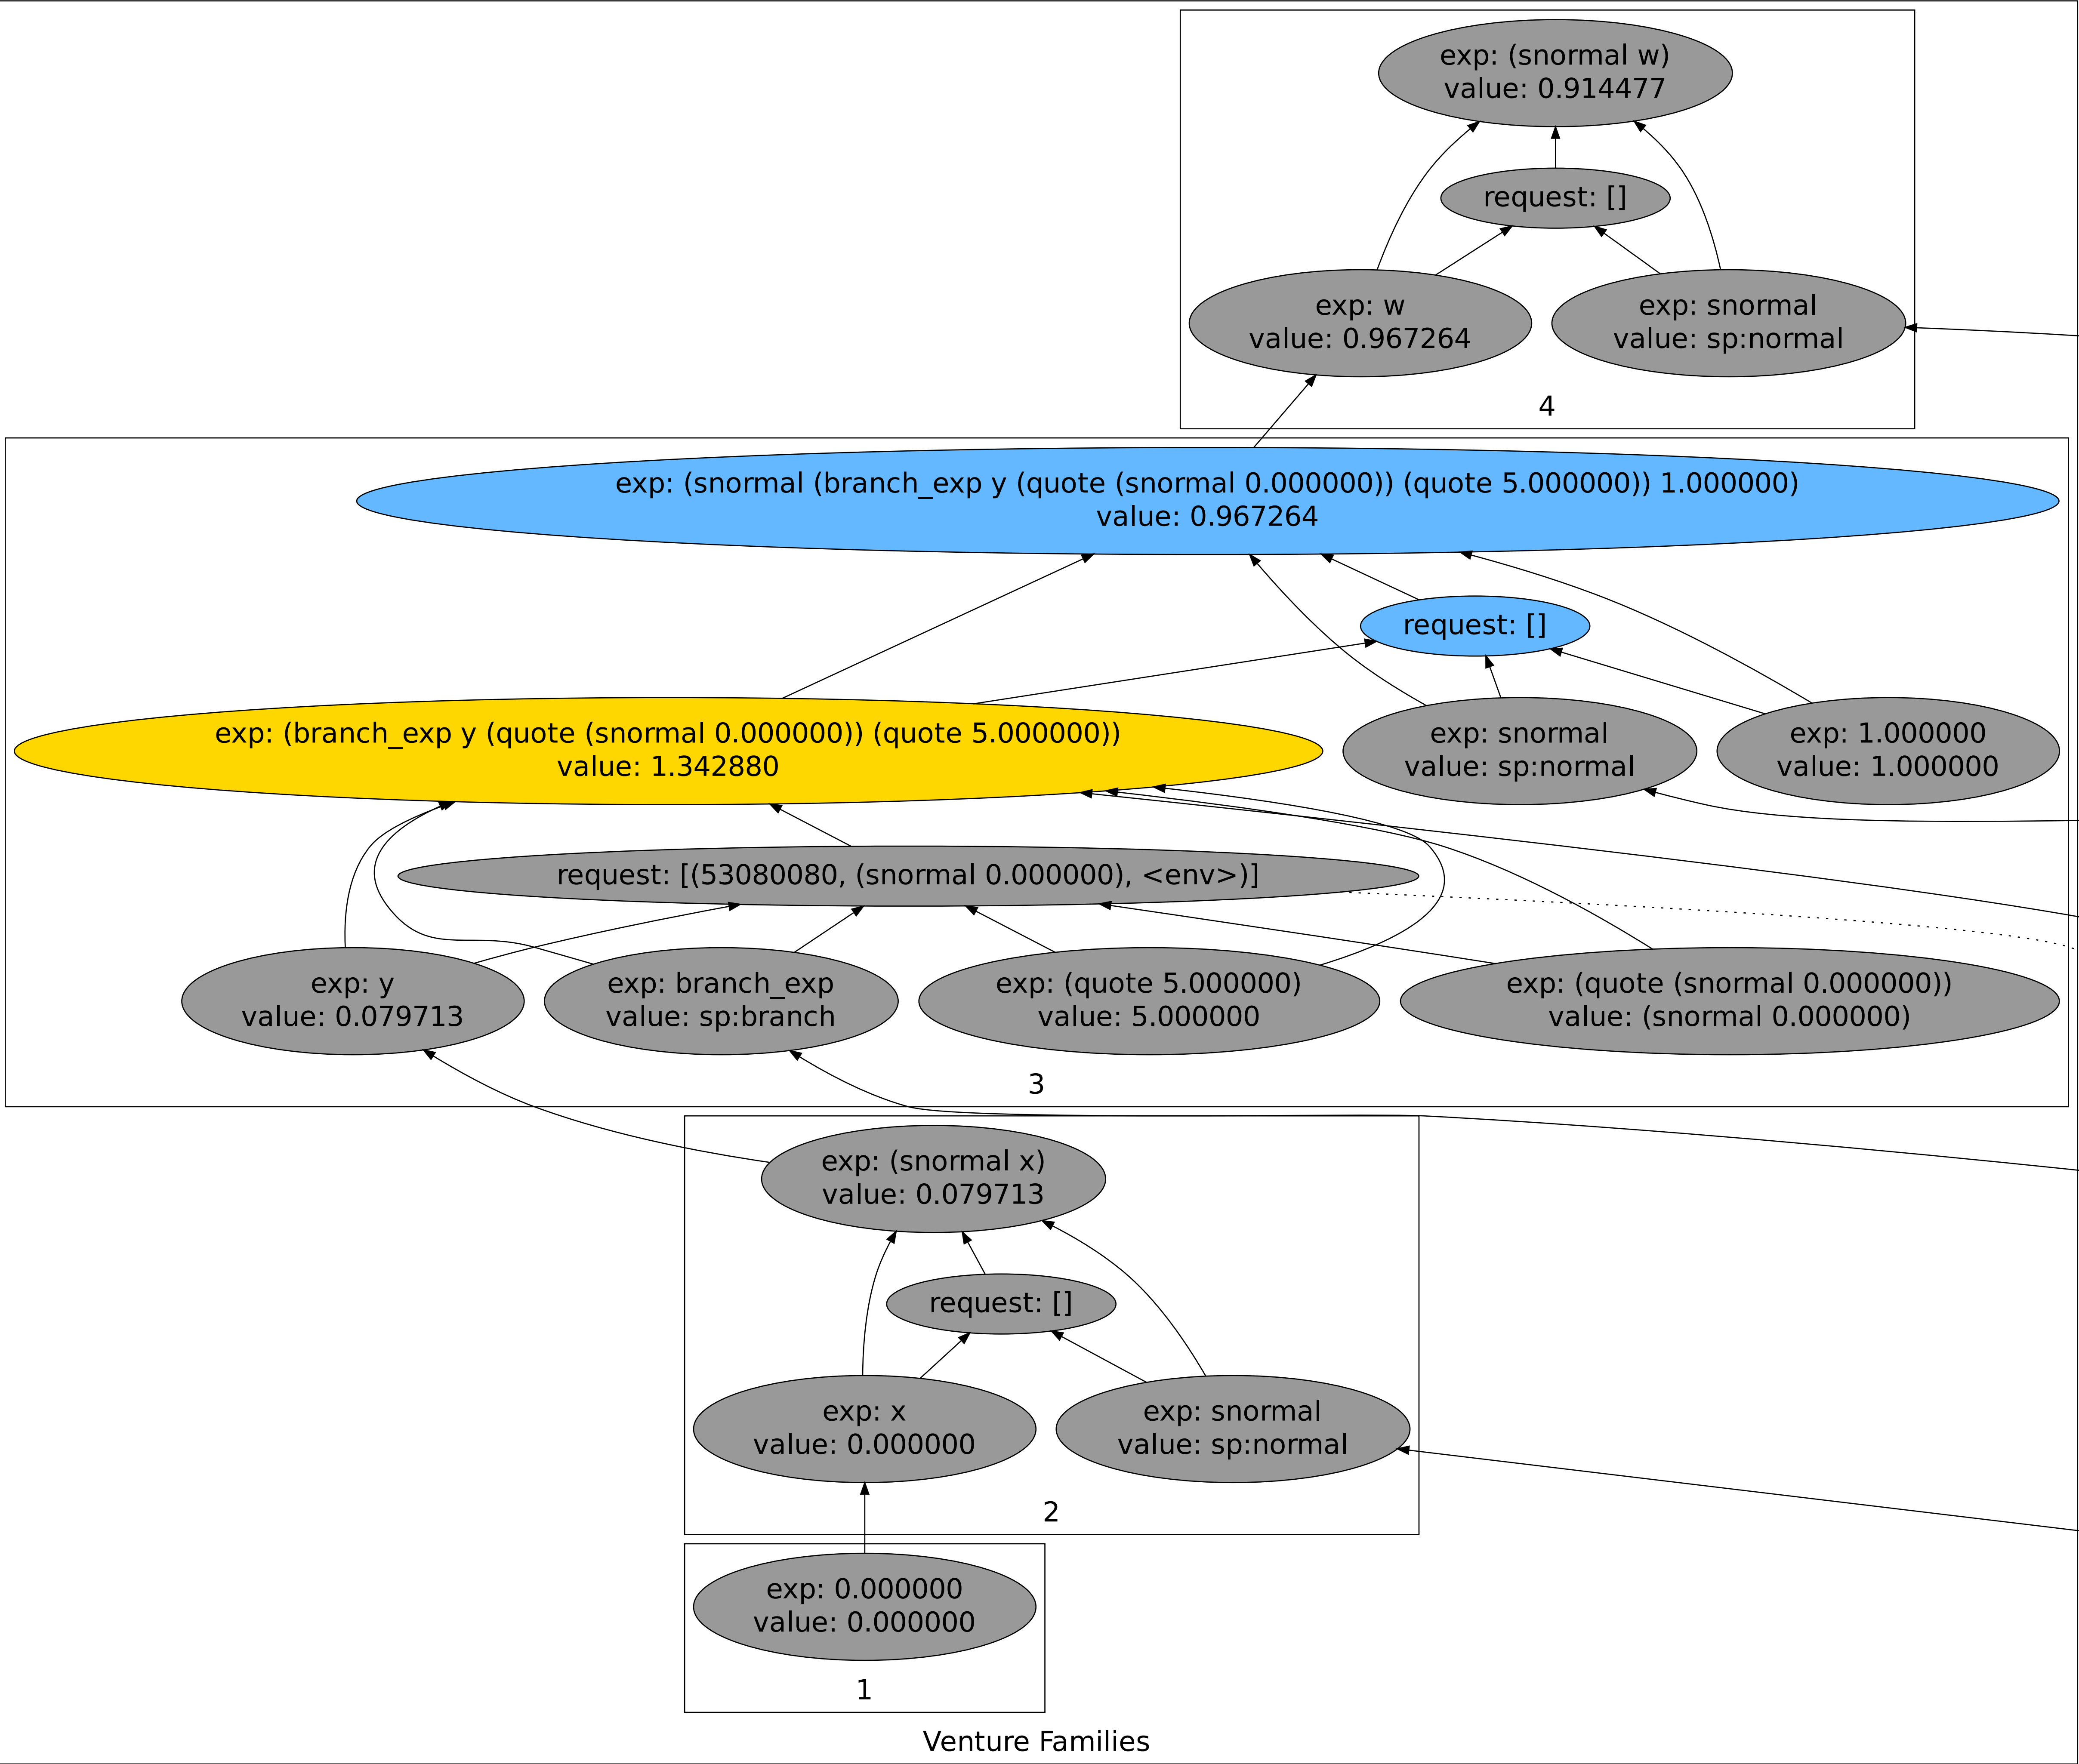 exp: (snormal w)
value: 0.914477
request: []
exp: w
value: 0.967264
exp: snormal
value: sp:normal
4
exp: (snormal (branch_exp y (quote (snormal 0.000000)) (quote 5.000000)) 1.000000)
value: 0.967264
request: []
exp: (branch_exp y (quote (snormal 0.000000)) (quote 5.000000))
value: 1.342880
exp: snormal
value: sp:normal
exp: 1.000000
value: 1.000000
request: [(53080080, (snormal 0.000000), <env>)]
exp: y
value: 0.079713
exp: branch_exp
value: sp:branch
exp: (quote 5.000000)
value: 5.000000
exp: (quote (snormal 0.000000))
value: (snormal 0.000000)
3
exp: (snormal x)
value: 0.079713
request: []
exp: x
value: 0.000000
exp: snormal
value: sp:normal
2
exp: 0.000000
value: 0.000000
1
Venture Families